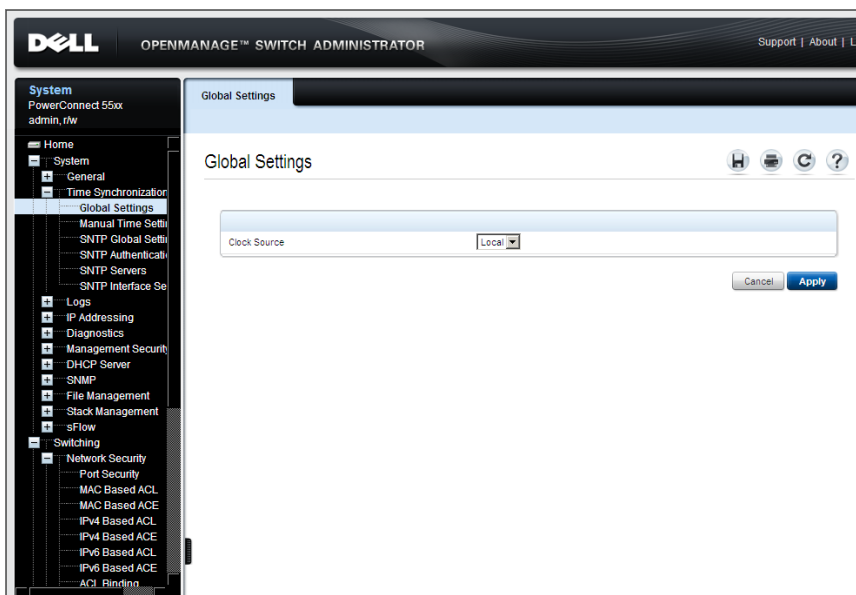 DELL
OPENMANAGE™ SWITCH ADMINISTRATOR
Support | About | L
System
PowerConnect 55xx
admin, r/w
Global Settings
Home
System
General
Time Synchronization
Global Settings
Manual Time Settin
SNTP Global Settin
SNTP Authenticati
SNTP Servers
SNTP Interface Se
Logs
IP Addressing
Diagnostics
Management Security
DHCP Server
SNMP
File Management
Stack Management
sFlow
Switching
Network Security
Port Security
MAC Based ACL
MAC Based ACE
IPv4 Based ACL
IPv4 Based ACE
IPv6 Based ACL
IPv6 Based ACE
ACL Binding
Global Settings
Clock Source
Local
Cancel
Apply